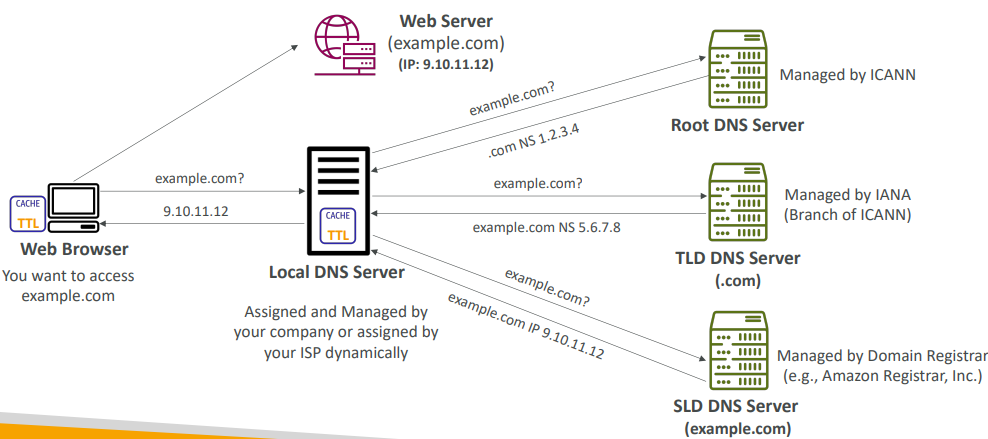 Web Server
(example.com)
(IP: 9.10.11.12)
example.com?
.com NS 1.2.3.4
Root DNS Server
Managed by ICANN
example.com?
9.10.11.12
CACHE
TTL
Web Browser
You want to access
example.com
CACHE
TTL
Local DNS Server
Assigned and Managed by
your company or assigned by
your ISP dynamically
example.com?
example.com NS 5.6.7.8
TLD DNS Server
(.com)
Managed by IANA
(Branch of ICANN)
example.com?
example.com IP 9.10.11.12
SLD DNS Server
(example.com)
Managed by Domain Registrar
(e.g., Amazon Registrar, Inc.)